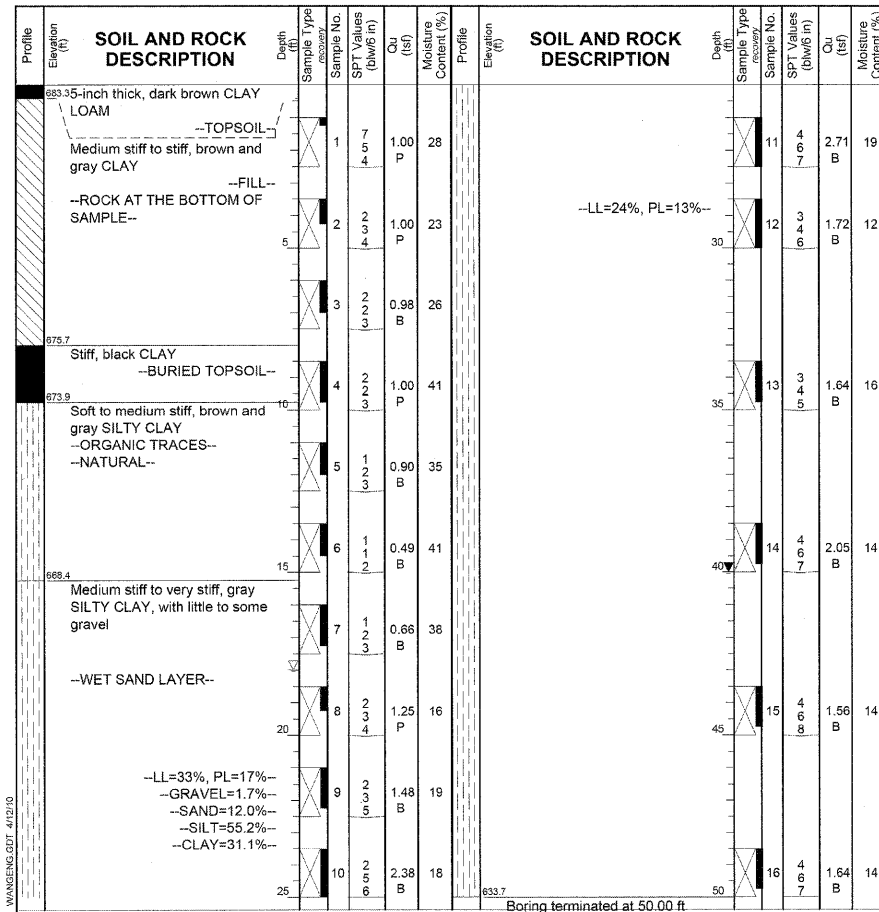 Profile
Elevation (ft)
SOIL AND ROCK DESCRIPTION
Depth (ft)
Sample Type
recovery
Sample No.
SPT Values (blw/6 in)
Qu (tsf)
Moisture Content (%)
683.3 5-inch thick, dark brown CLAY
LOAM
--TOPSOIL--
Medium stiff to stiff, brown and
gray CLAY
--FILL--
--ROCK AT THE BOTTOM OF
SAMPLE--
1 7 5 4 1.00 P 28
2 2 3 4 1.00 P 23
5
3 2 2 3 0.98 B 26
675.7
Stiff, black CLAY
--BURIED TOPSOIL--
4 2 2 3 1.00 P 41
673.9
10
Soft to medium stiff, brown and
gray SILTY CLAY
--ORGANIC TRACES--
--NATURAL--
5 1 2 3 0.90 B 35
6 1 1 2 0.49 B 41
15
668.4
Medium stiff to very stiff, gray
SILTY CLAY, with little to some
gravel
7 1 2 3 0.66 B 38
--WET SAND LAYER--
8 2 3 4 1.25 P 16
20
--LL=33%, PL=17%--
--GRAVEL=1.7%--
--SAND=12.0%--
--SILT=55.2%--
--CLAY=31.1%--
9 2 3 5 1.48 B 19
10 2 5 6 2.38 B 18
25
WANGENG.GDT 4/12/10
Profile
Elevation (ft)
SOIL AND ROCK DESCRIPTION
Depth (ft)
Sample Type
recovery
Sample No.
SPT Values (blw/6 in)
Qu (tsf)
Moisture Content (%)
11 4 6 7 2.71 B 19
--LL=24%, PL=13%--
12 3 4 6 1.72 B 12
30
13 3 4 5 1.64 B 16
35
14 4 6 7 2.05 B 14
40
15 4 6 8 1.56 B 14
45
16 4 6 7 1.64 B 14
633.7
50
Boring terminated at 50.00 ft